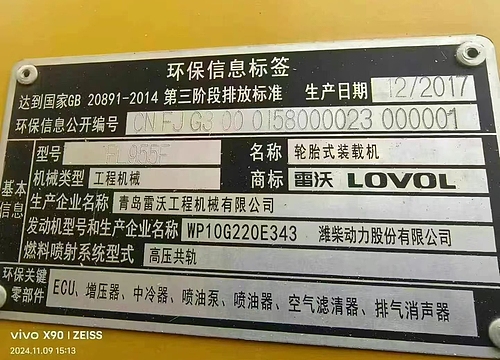 环保信息标签
达到国家GB 20891-2014 第三阶段排放标准 生产日期 12/2017
环保信息公开编号 CN FJ G3 00 0158000023 000001
型号 FL955F 名称 轮胎式装载机
基本信息 机械类型 工程机械 商标 雷沃 LOVOL
生产企业名称 青岛雷沃工程机械有限公司
发动机型号和生产企业名称 WP10G220E343 潍柴动力股份有限公司
燃料喷射系统型式 高压共轨
环保关键零部件 ECU、增压器、中冷器、喷油泵、喷油器、空气滤清器、排气消声器
vivo X90 | ZEISS
2024.11.09 15:13